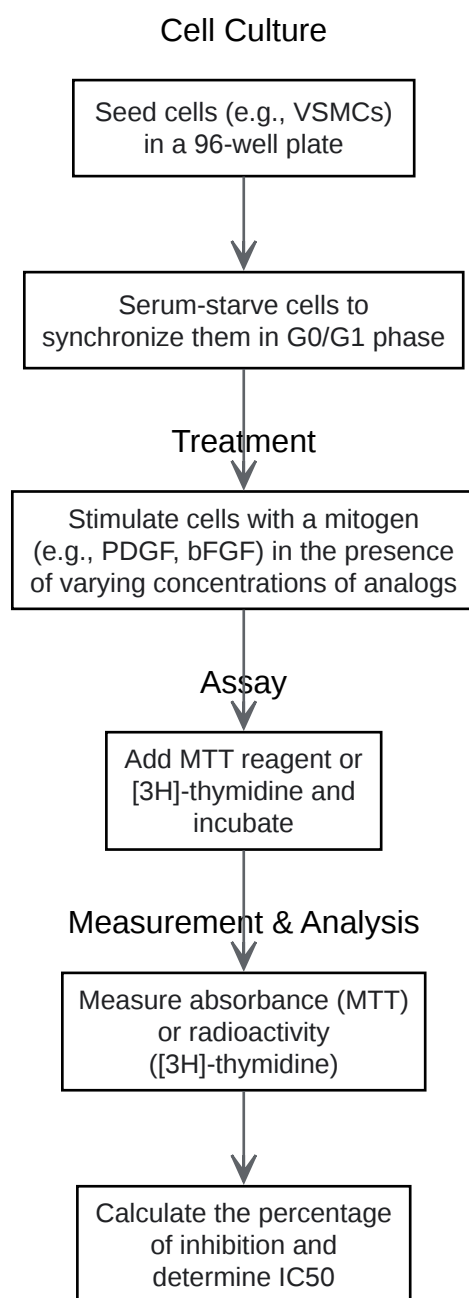 Cell Culture
Seed cells (e.g., VSMCs)
in a 96-well plate
Serum-starve cells to
synchronize them in G0/G1 phase
Treatment
Stimulate cells with a mitogen
(e.g., PDGF, bFGF) in the presence
of varying concentrations of analogs
Assay
Add MTT reagent or
[3H]-thymidine and
incubate
Measurement & Analysis
Measure absorbance (MTT)
or radioactivity
([3H]-thymidine)
Calculate the percentage
of inhibition and
determine IC50